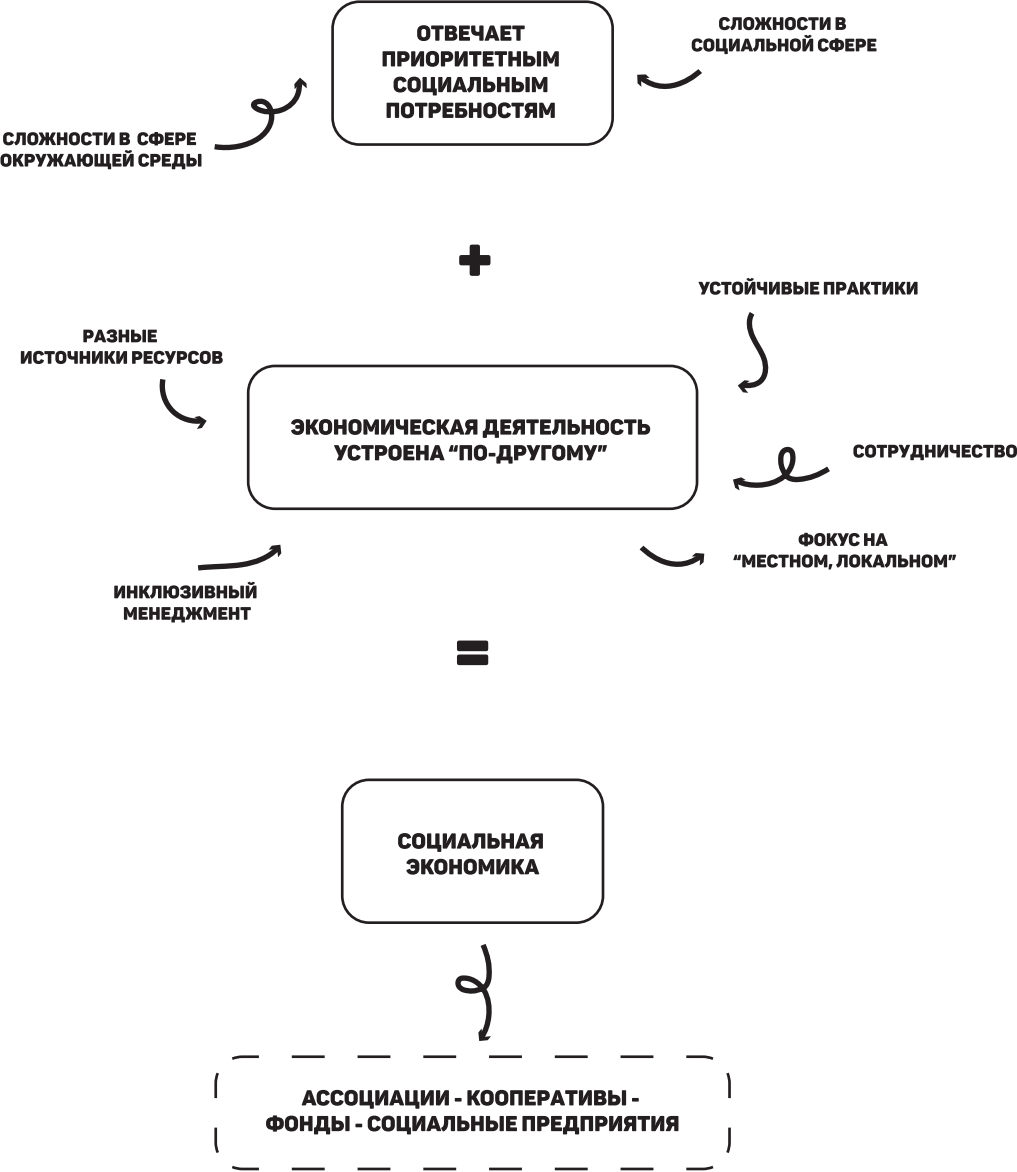 ОТВЕЧАЕТ
ПРИОРИТЕТНЫМ
СОЦИАЛЬНЫМ
ПОТРЕБНОСТЯМ
СЛОЖНОСТИ В
СОЦИАЛЬНОЙ СФЕРЕ
СЛОЖНОСТИ В СФЕРЕ
ОКРУЖАЮЩЕЙ СРЕДЫ
+
УСТОЙЧИВЫЕ ПРАКТИКИ
РАЗНЫЕ
ИСТОЧНИКИ РЕСУРСОВ
ЭКОНОМИЧЕСКАЯ ДЕЯТЕЛЬНОСТЬ
УСТРОЕНА “ПО-ДРУГОМУ”
СОТРУДНИЧЕСТВО
ФОКУС НА
“МЕСТНОМ, ЛОКАЛЬНОМ”
ИНКЛЮЗИВНЫЙ
МЕНЕДЖМЕНТ
=
СОЦИАЛЬНАЯ
ЭКОНОМИКА
АССОЦИАЦИИ - КООПЕРАТИВЫ -
ФОНДЫ - СОЦИАЛЬНЫЕ ПРЕДПРИЯТИЯ